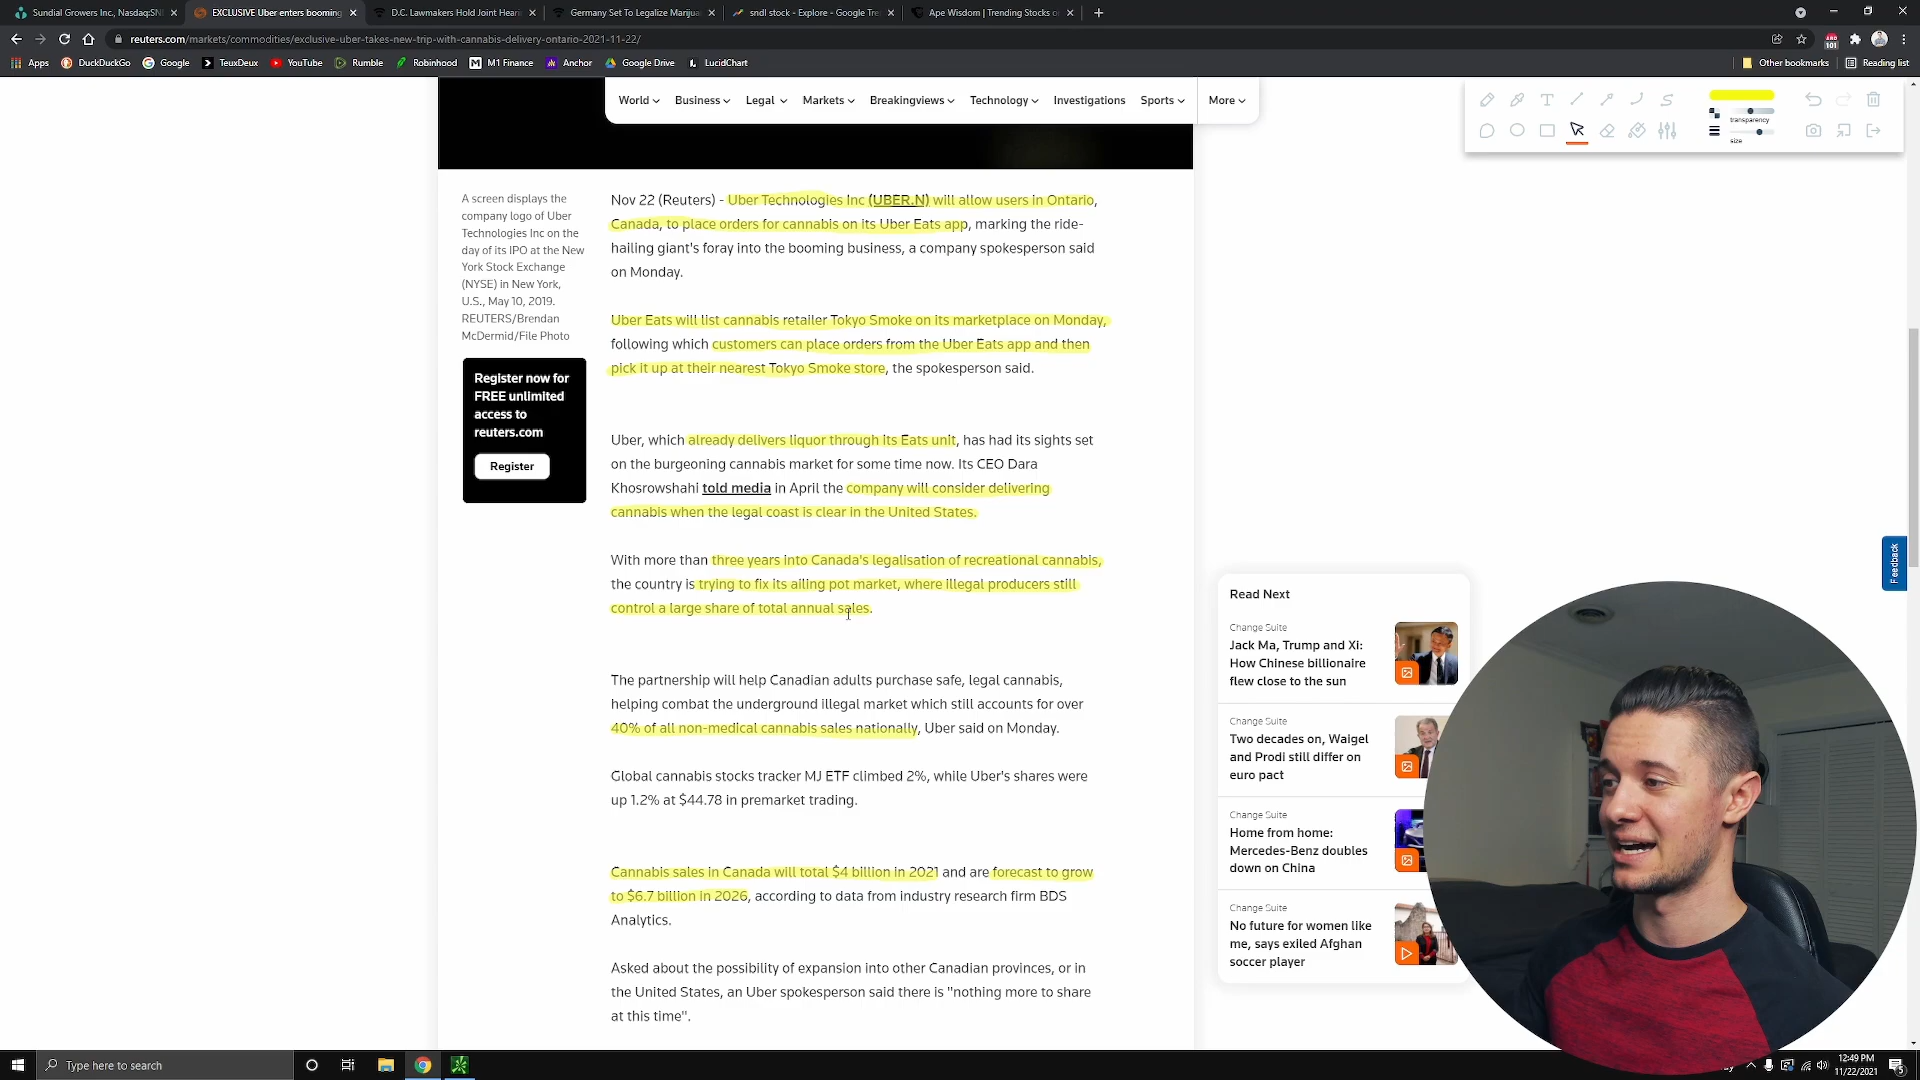 Sundial Growers Inc., Nasdaq:SNI
EXCLUSIVE Uber enters booming
D.C. Lawmakers Hold Joint Heari
Germany Set To Legalize Marijua
sndl stock - Explore - Google Tre
Ape Wisdom | Trending Stocks o
reuters.com/markets/commodities/exclusive-uber-takes-new-trip-with-cannabis-delivery-ontario-2021-11-22/
101
Apps
DuckDuckGo
Google
TeuxDeux
YouTube
Rumble
Robinhood
M1 Finance
Anchor
Google Drive
LucidChart
Other bookmarks
Reading list
World
Business
Legal
Markets
Breakingviews
Technology
Investigations
Sports
More
transparency
size
A screen displays the
company logo of Uber
Technologies Inc on the
day of its IPO at the New
York Stock Exchange
(NYSE) in New York,
U.S., May 10, 2019.
REUTERS/Brendan
McDermid/File Photo
Register now for
FREE unlimited
access to
reuters.com
Register
Nov 22 (Reuters) - Uber Technologies Inc (UBER.N) will allow users in Ontario,
Canada, to place orders for cannabis on its Uber Eats app, marking the ride-
hailing giant's foray into the booming business, a company spokesperson said
on Monday.
Uber Eats will list cannabis retailer Tokyo Smoke on its marketplace on Monday,
following which customers can place orders from the Uber Eats app and then
pick it up at their nearest Tokyo Smoke store, the spokesperson said.
Uber, which already delivers liquor through its Eats unit, has had its sights set
on the burgeoning cannabis market for some time now. Its CEO Dara
Khosrowshahi told media in April the company will consider delivering
cannabis when the legal coast is clear in the United States.
With more than three years into Canada's legalisation of recreational cannabis,
the country is trying to fix its ailing pot market, where illegal producers still
control a large share of total annual sales.
The partnership will help Canadian adults purchase safe, legal cannabis,
helping combat the underground illegal market which still accounts for over
40% of all non-medical cannabis sales nationally, Uber said on Monday.
Global cannabis stocks tracker MJ ETF climbed 2%, while Uber's shares were
up 1.2% at $44.78 in premarket trading.
Cannabis sales in Canada will total $4 billion in 2021 and are forecast to grow
to $6.7 billion in 2026, according to data from industry research firm BDS
Analytics.
Asked about the possibility of expansion into other Canadian provinces, or in
the United States, an Uber spokesperson said there is "nothing more to share
at this time".
Feedback
Read Next
Change Suite
Jack Ma, Trump and Xi:
How Chinese billionaire
flew close to the sun
Change Suite
Two decades on, Waigel
and Prodi still differ on
euro pact
Change Suite
Home from home:
Mercedes-Benz doubles
down on China
Change Suite
No future for women like
me, says exiled Afghan
soccer player
Type here to search
12:49 PM
11/22/2021
5